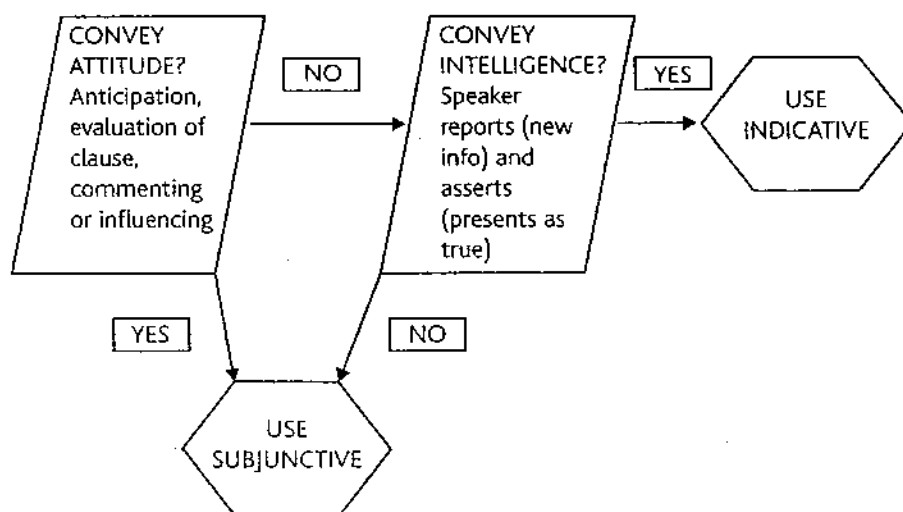 CONVEY
ATTITUDE?
Anticipation,
evaluation of
clause,
commenting
or influencing
NO
CONVEY
INTELLIGENCE?
Speaker
reports (new
info) and
asserts
(presents as
true)
YES
USE
INDICATIVE
YES
NO
USE
SUBJUNCTIVE